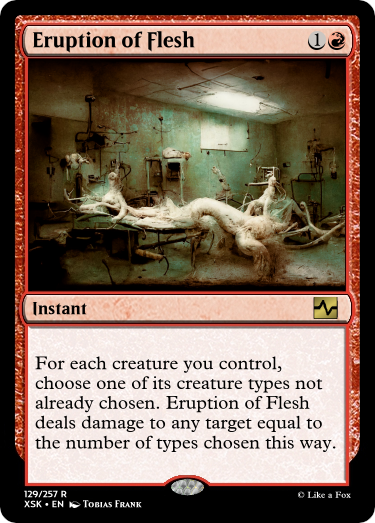 Eruption of Flesh 1
Instant
For each creature you control,
choose one of its creature types not
already chosen. Eruption of Flesh
deals damage to any target equal to
the number of types chosen this way.
129/257 R
XSK • EN Tobias Frank
© Like a Fox